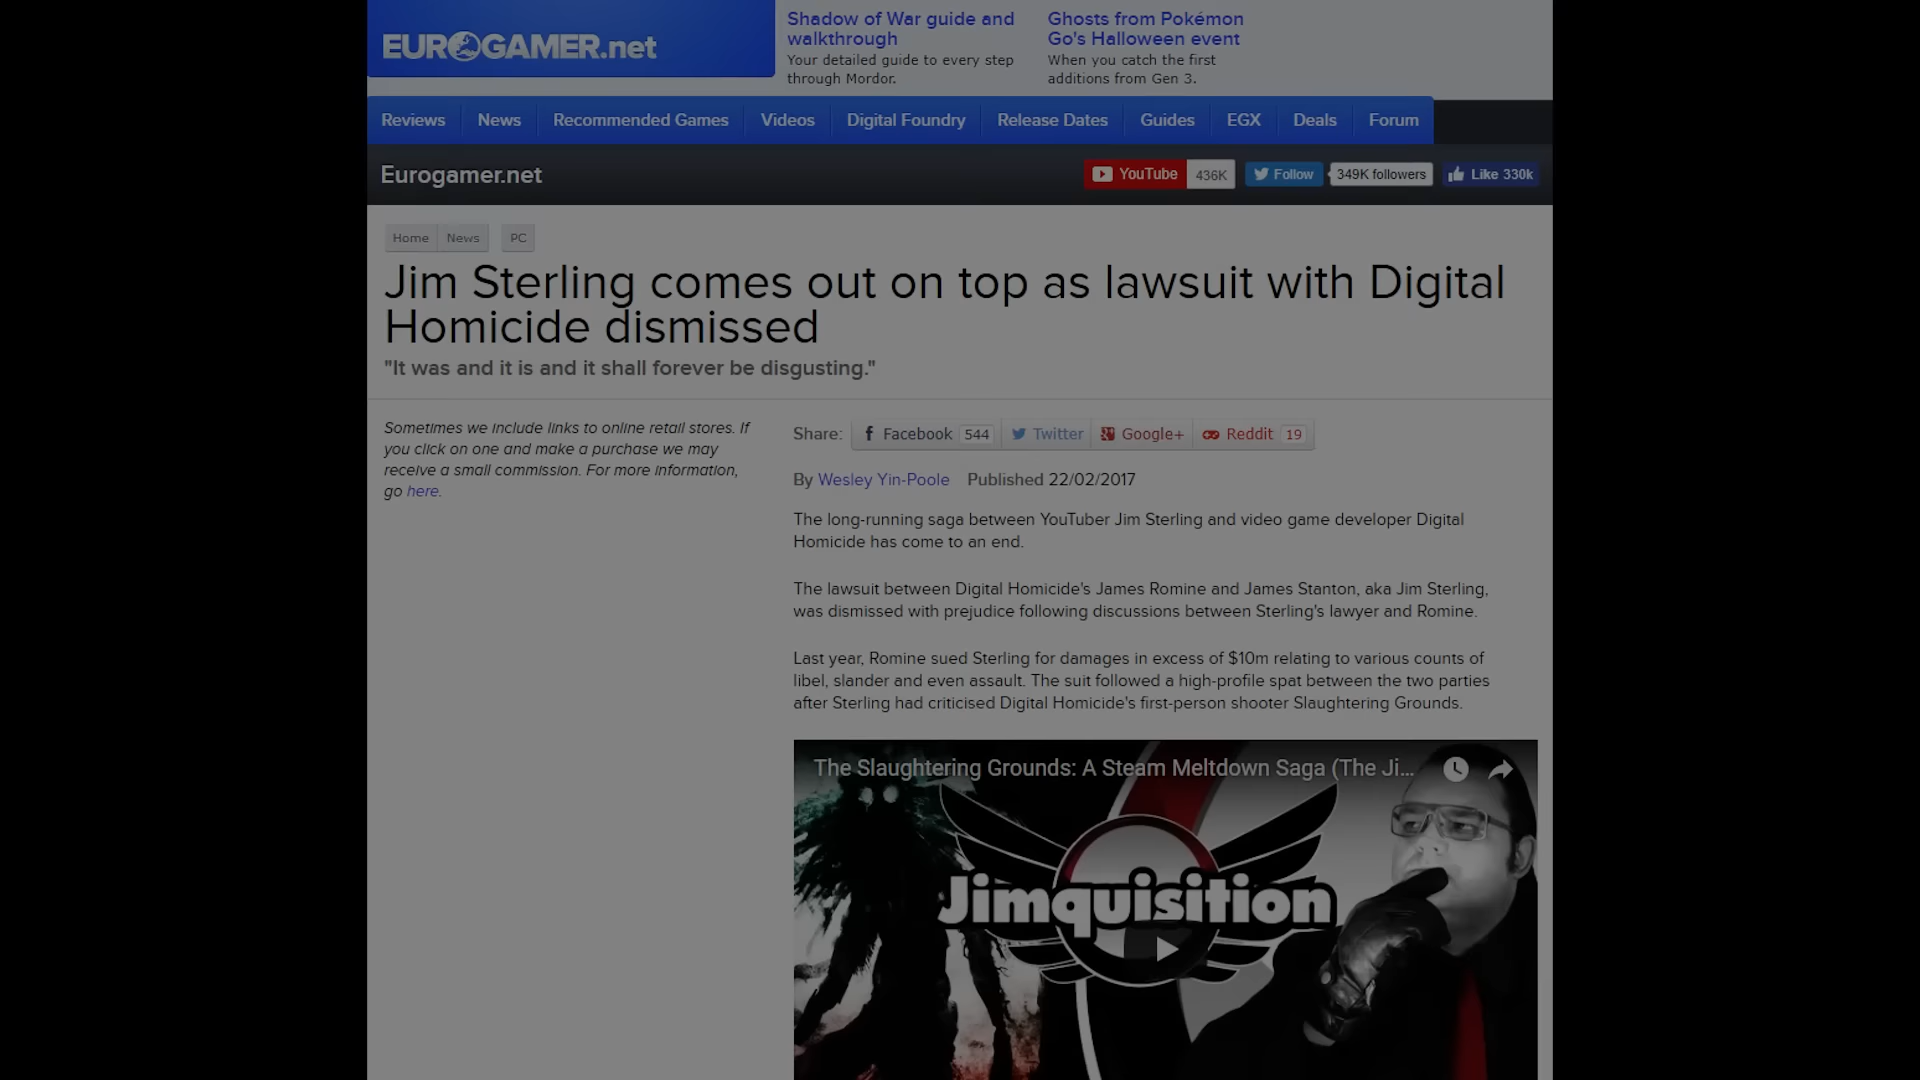 EUROGAMER.net
Shadow of War guide and
walkthrough
Your detailed guide to every step
through Mordor.
Ghosts from Pokémon
Go's Halloween event
When you catch the first
additions from Gen 3.
Reviews News Recommended Games Videos Digital Foundry Release Dates Guides EGX Deals Forum
Eurogamer.net
YouTube 436K Follow 349K followers Like 330k
Home News PC
Jim Sterling comes out on top as lawsuit with Digital
Homicide dismissed
"It was and it is and it shall forever be disgusting."
Sometimes we include links to online retail stores. If
you click on one and make a purchase we may
receive a small commission. For more information,
go here.
Share: Facebook 544 Twitter Google+ Reddit 19
By Wesley Yin-Poole Published 22/02/2017
The long-running saga between YouTuber Jim Sterling and video game developer Digital
Homicide has come to an end.
The lawsuit between Digital Homicide's James Romine and James Stanton, aka Jim Sterling,
was dismissed with prejudice following discussions between Sterling's lawyer and Romine.
Last year, Romine sued Sterling for damages in excess of $10m relating to various counts of
libel, slander and even assault. The suit followed a high-profile spat between the two parties
after Sterling had criticised Digital Homicide's first-person shooter Slaughtering Grounds.
The Slaughtering Grounds: A Steam Meltdown Saga (The Ji...
Jimquisition